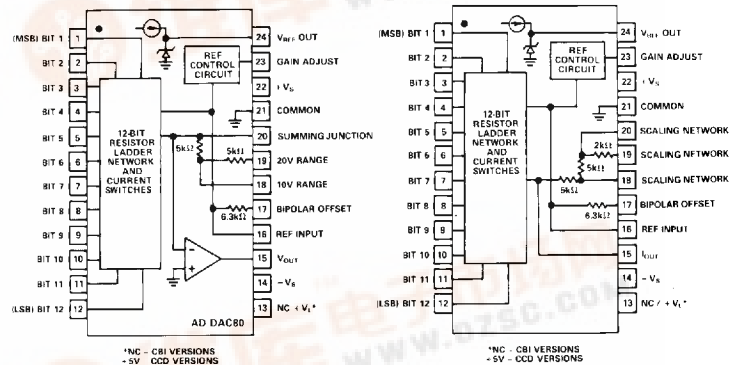 (MSB) BIT 1 1
BIT 2 2
BIT 3 3
BIT 4 4
BIT 5 5
BIT 6 6
BIT 7 7
BIT 8 8
BIT 9 9
BIT 10 10
BIT 11 11
(LSB) BIT 12 12
12-BIT
RESISTOR
LADDER
NETWORK
AND
CURRENT
SWITCHES
REF
CONTROL
CIRCUIT
5kΩ
5kΩ
6.3kΩ
24 VREF OUT
23 GAIN ADJUST
22 +VS
21 COMMON
20 SUMMING JUNCTION
19 20V RANGE
18 10V RANGE
17 BIPOLAR OFFSET
16 REF INPUT
15 VOUT
14 −VS
13 NC + VL*
AD DAC80
*NC – CBI VERSIONS
+5V – CCD VERSIONS
(MSB) BIT 1 1
BIT 2 2
BIT 3 3
BIT 4 4
BIT 5 5
BIT 6 6
BIT 7 7
BIT 8 8
BIT 9 9
BIT 10 10
BIT 11 11
(LSB) BIT 12 12
12-BIT
RESISTOR
LADDER
NETWORK
AND
CURRENT
SWITCHES
REF
CONTROL
CIRCUIT
2kΩ
5kΩ
5kΩ
6.3kΩ
24 VREF OUT
23 GAIN ADJUST
22 +VS
21 COMMON
20 SCALING NETWORK
19 SCALING NETWORK
18 SCALING NETWORK
17 BIPOLAR OFFSET
16 REF INPUT
15 IOUT
14 −VS
13 NC / + VL*
*NC – CBI VERSIONS
+5V – CCD VERSIONS